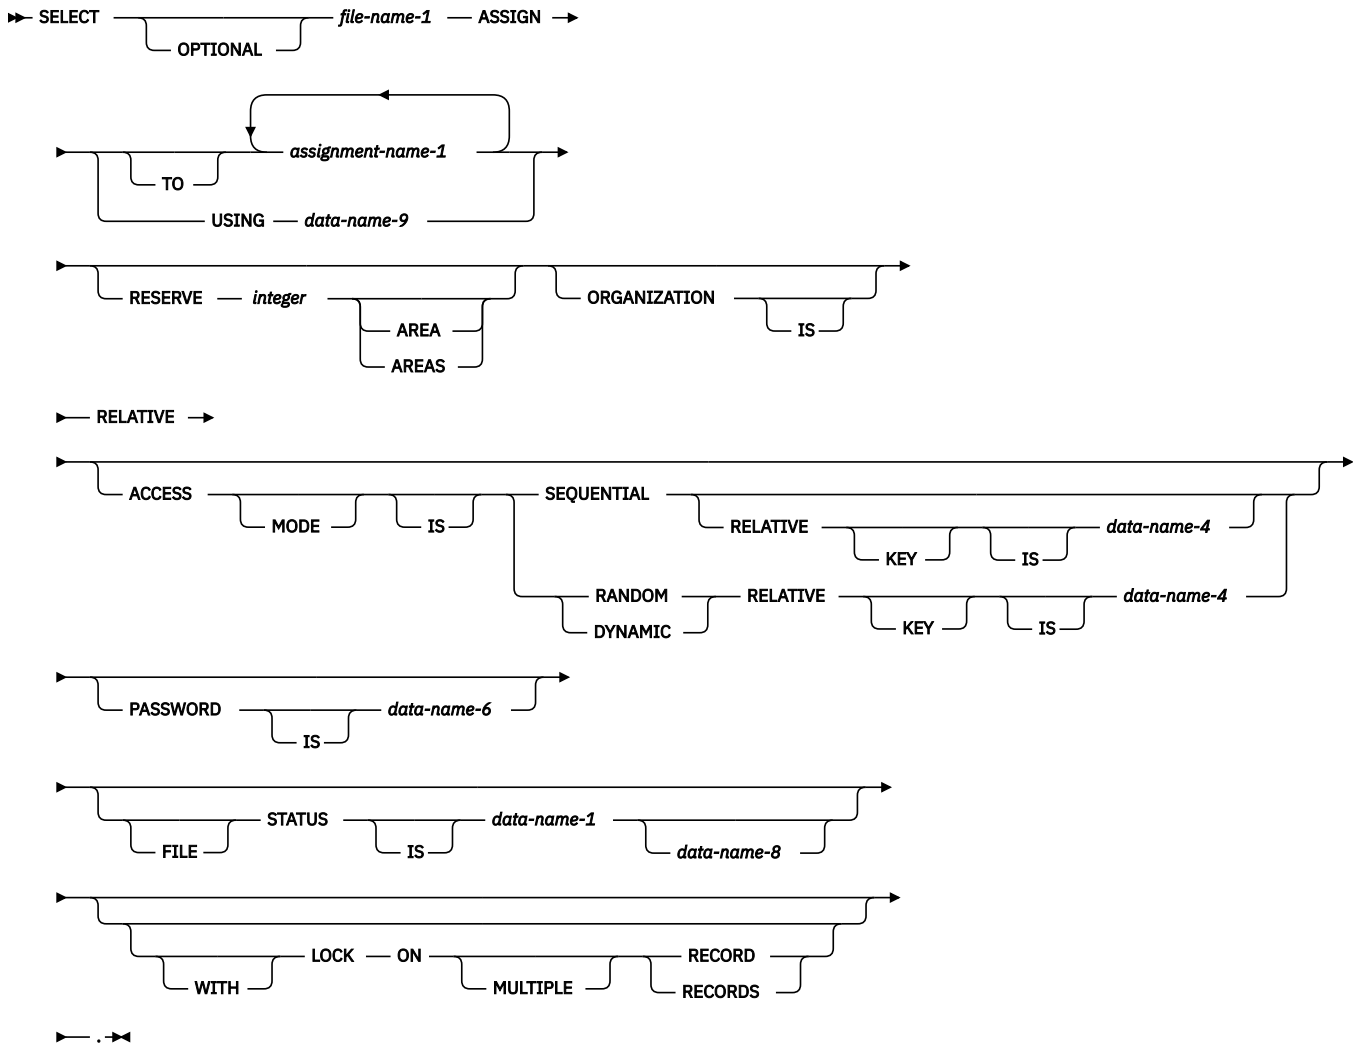 SELECT file-name-1 ASSIGN
OPTIONAL
assignment-name-1
TO
USING data-name-9
RESERVE integer ORGANIZATION
AREA IS
AREAS
RELATIVE
ACCESS SEQUENTIAL
MODE IS RELATIVE data-name-4
KEY IS
RANDOM RELATIVE data-name-4
DYNAMIC KEY IS
PASSWORD data-name-6
IS
STATUS data-name-1
FILE IS data-name-8
LOCK ON RECORD
WITH MULTIPLE RECORDS
.